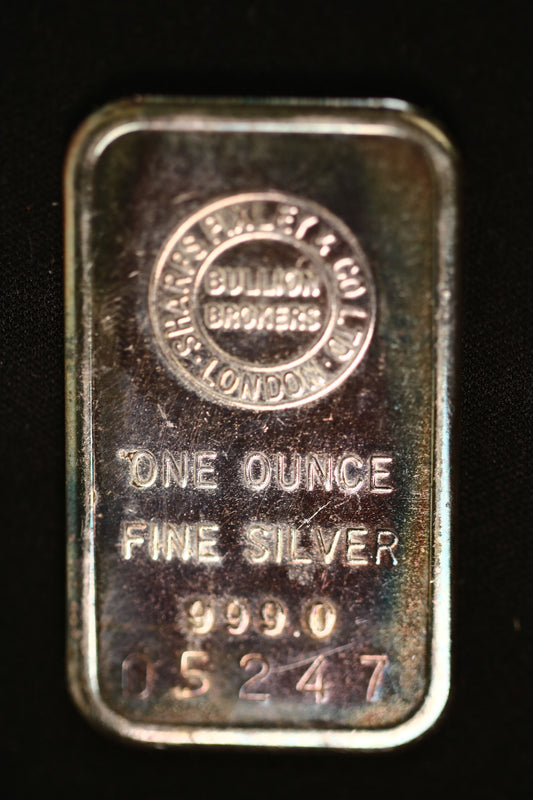 SHARPS PIXLEY & CO LTD
BULLION
BROKERS
· LONDON ·
ONE OUNCE
FINE SILVER
999.0
05247